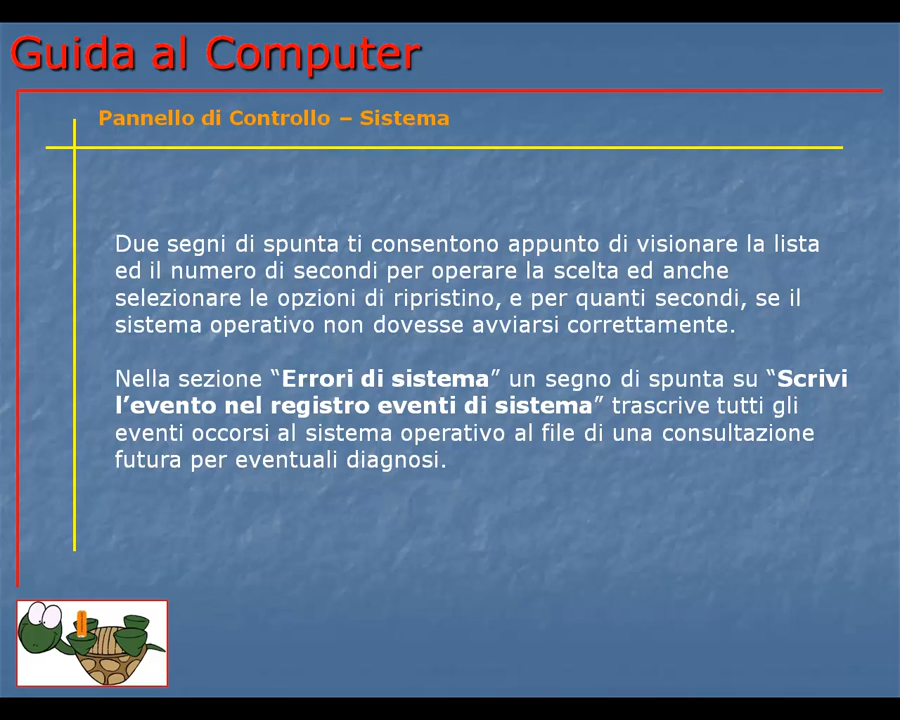 Guida al Computer
Pannello di Controllo – Sistema
Due segni di spunta ti consentono appunto di visionare la lista
ed il numero di secondi per operare la scelta ed anche
selezionare le opzioni di ripristino, e per quanti secondi, se il
sistema operativo non dovesse avviarsi correttamente.
Nella sezione “Errori di sistema” un segno di spunta su “Scrivi
l’evento nel registro eventi di sistema” trascrive tutti gli
eventi occorsi al sistema operativo al file di una consultazione
futura per eventuali diagnosi.